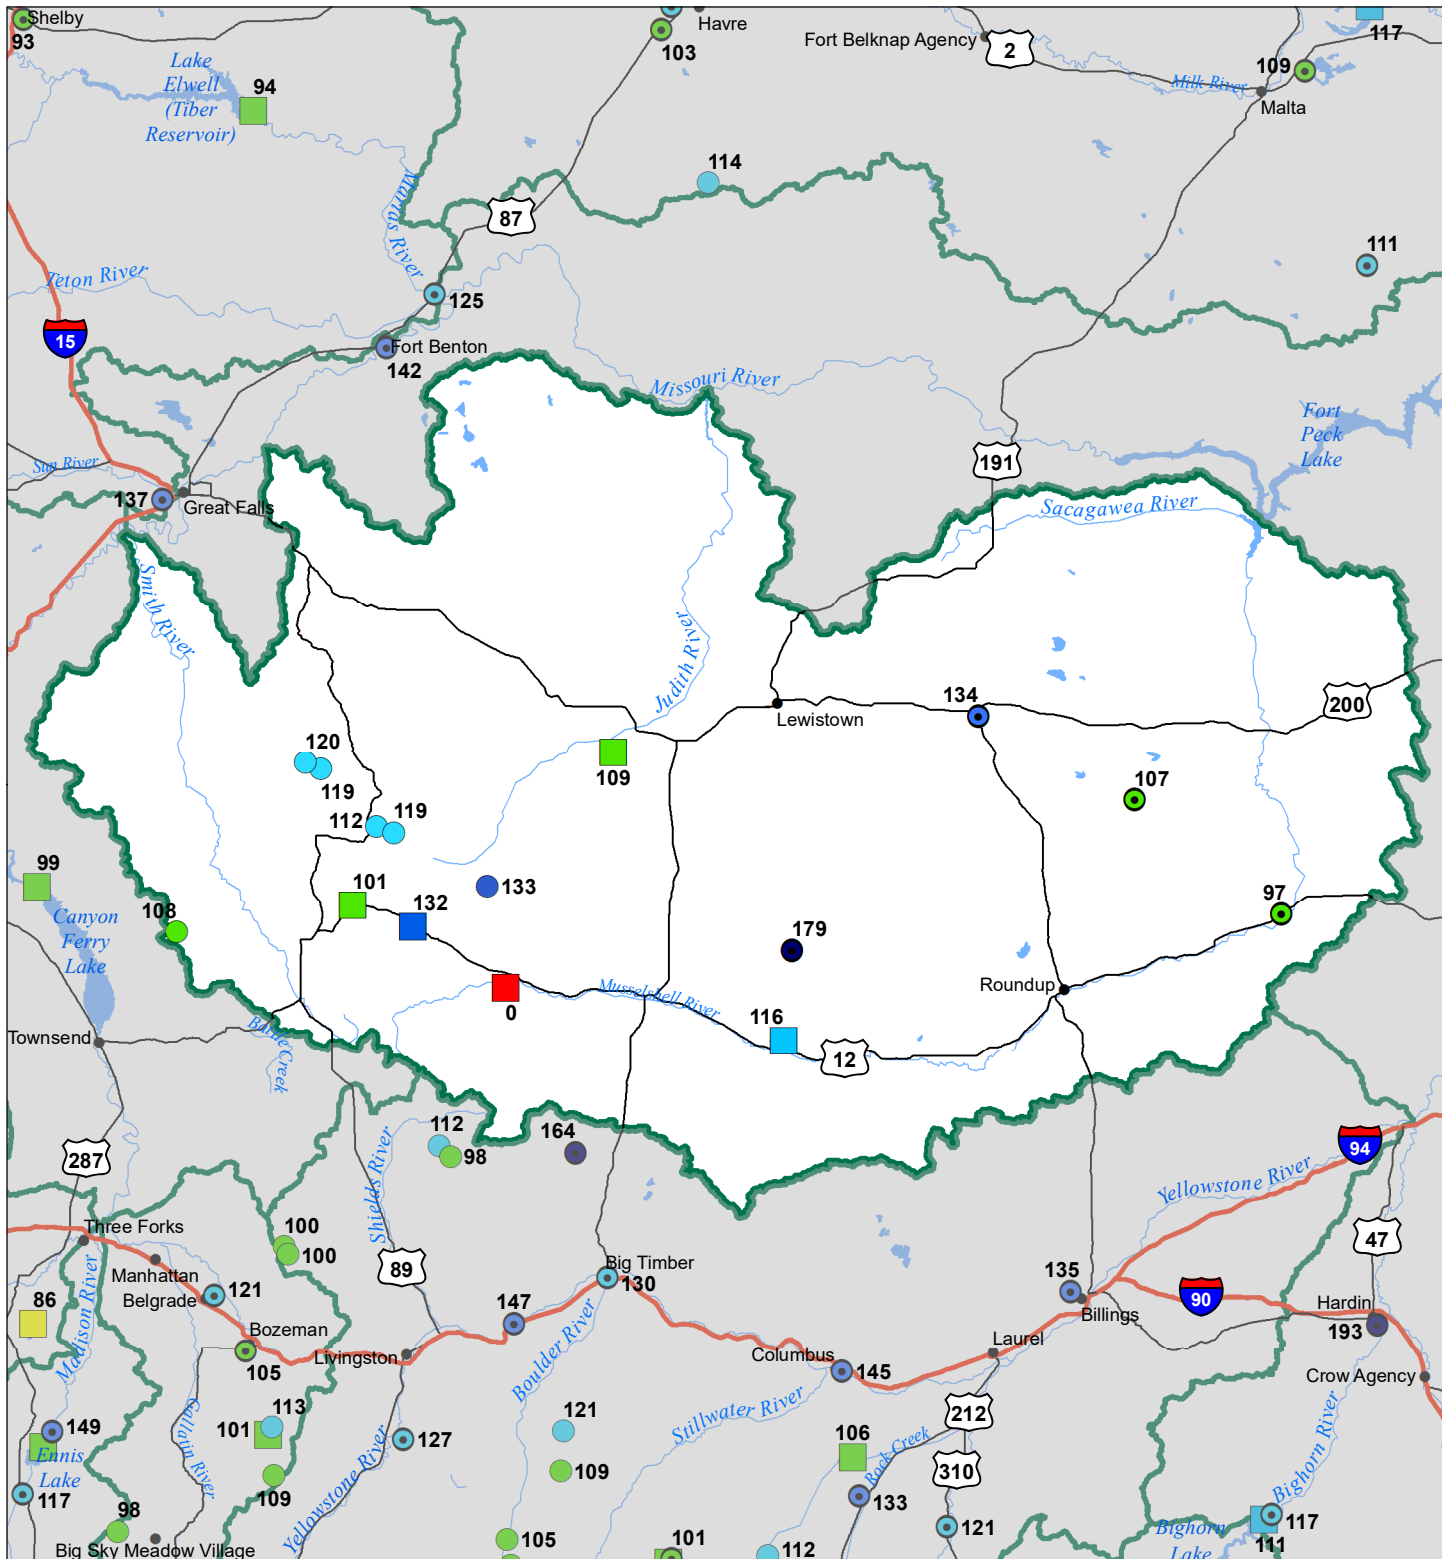 Shelby
93
Havre
103
Fort Belknap Agency
2
117
109
Milk River
Malta
Lake
Elwell
(Tiber
Reservoir)
94
114
Marias River
87
111
Teton River
125
15
Fort Benton
142
Missouri River
Fort
Peck
Lake
Sun River
191
137
Great Falls
Sacagawea River
Smith River
Judith River
134
200
Lewistown
120
119
109
107
112
119
99
101
133
132
97
108
Canyon
Ferry
Lake
179
Roundup
Musselshell River
0
116
12
Townsend
Battle Creek
112
98
164
287
94
Shields River
Yellowstone River
Three Forks
100
100
47
89
Big Timber
130
Manhattan
Belgrade
121
135
Billings
90
Hardin
193
86
Madison River
147
Bozeman
105
Livingston
Boulder River
Laurel
Columbus
145
Crow Agency
149
113
101
121
Stillwater River
212
Ennis
Lake
Gallatin River
127
106
Rock Creek
310
109
109
Bighorn River
117
Yellowstone River
133
98
121
117
Bighorn
Lake
111
105
101
112
Big Sky Meadow Village